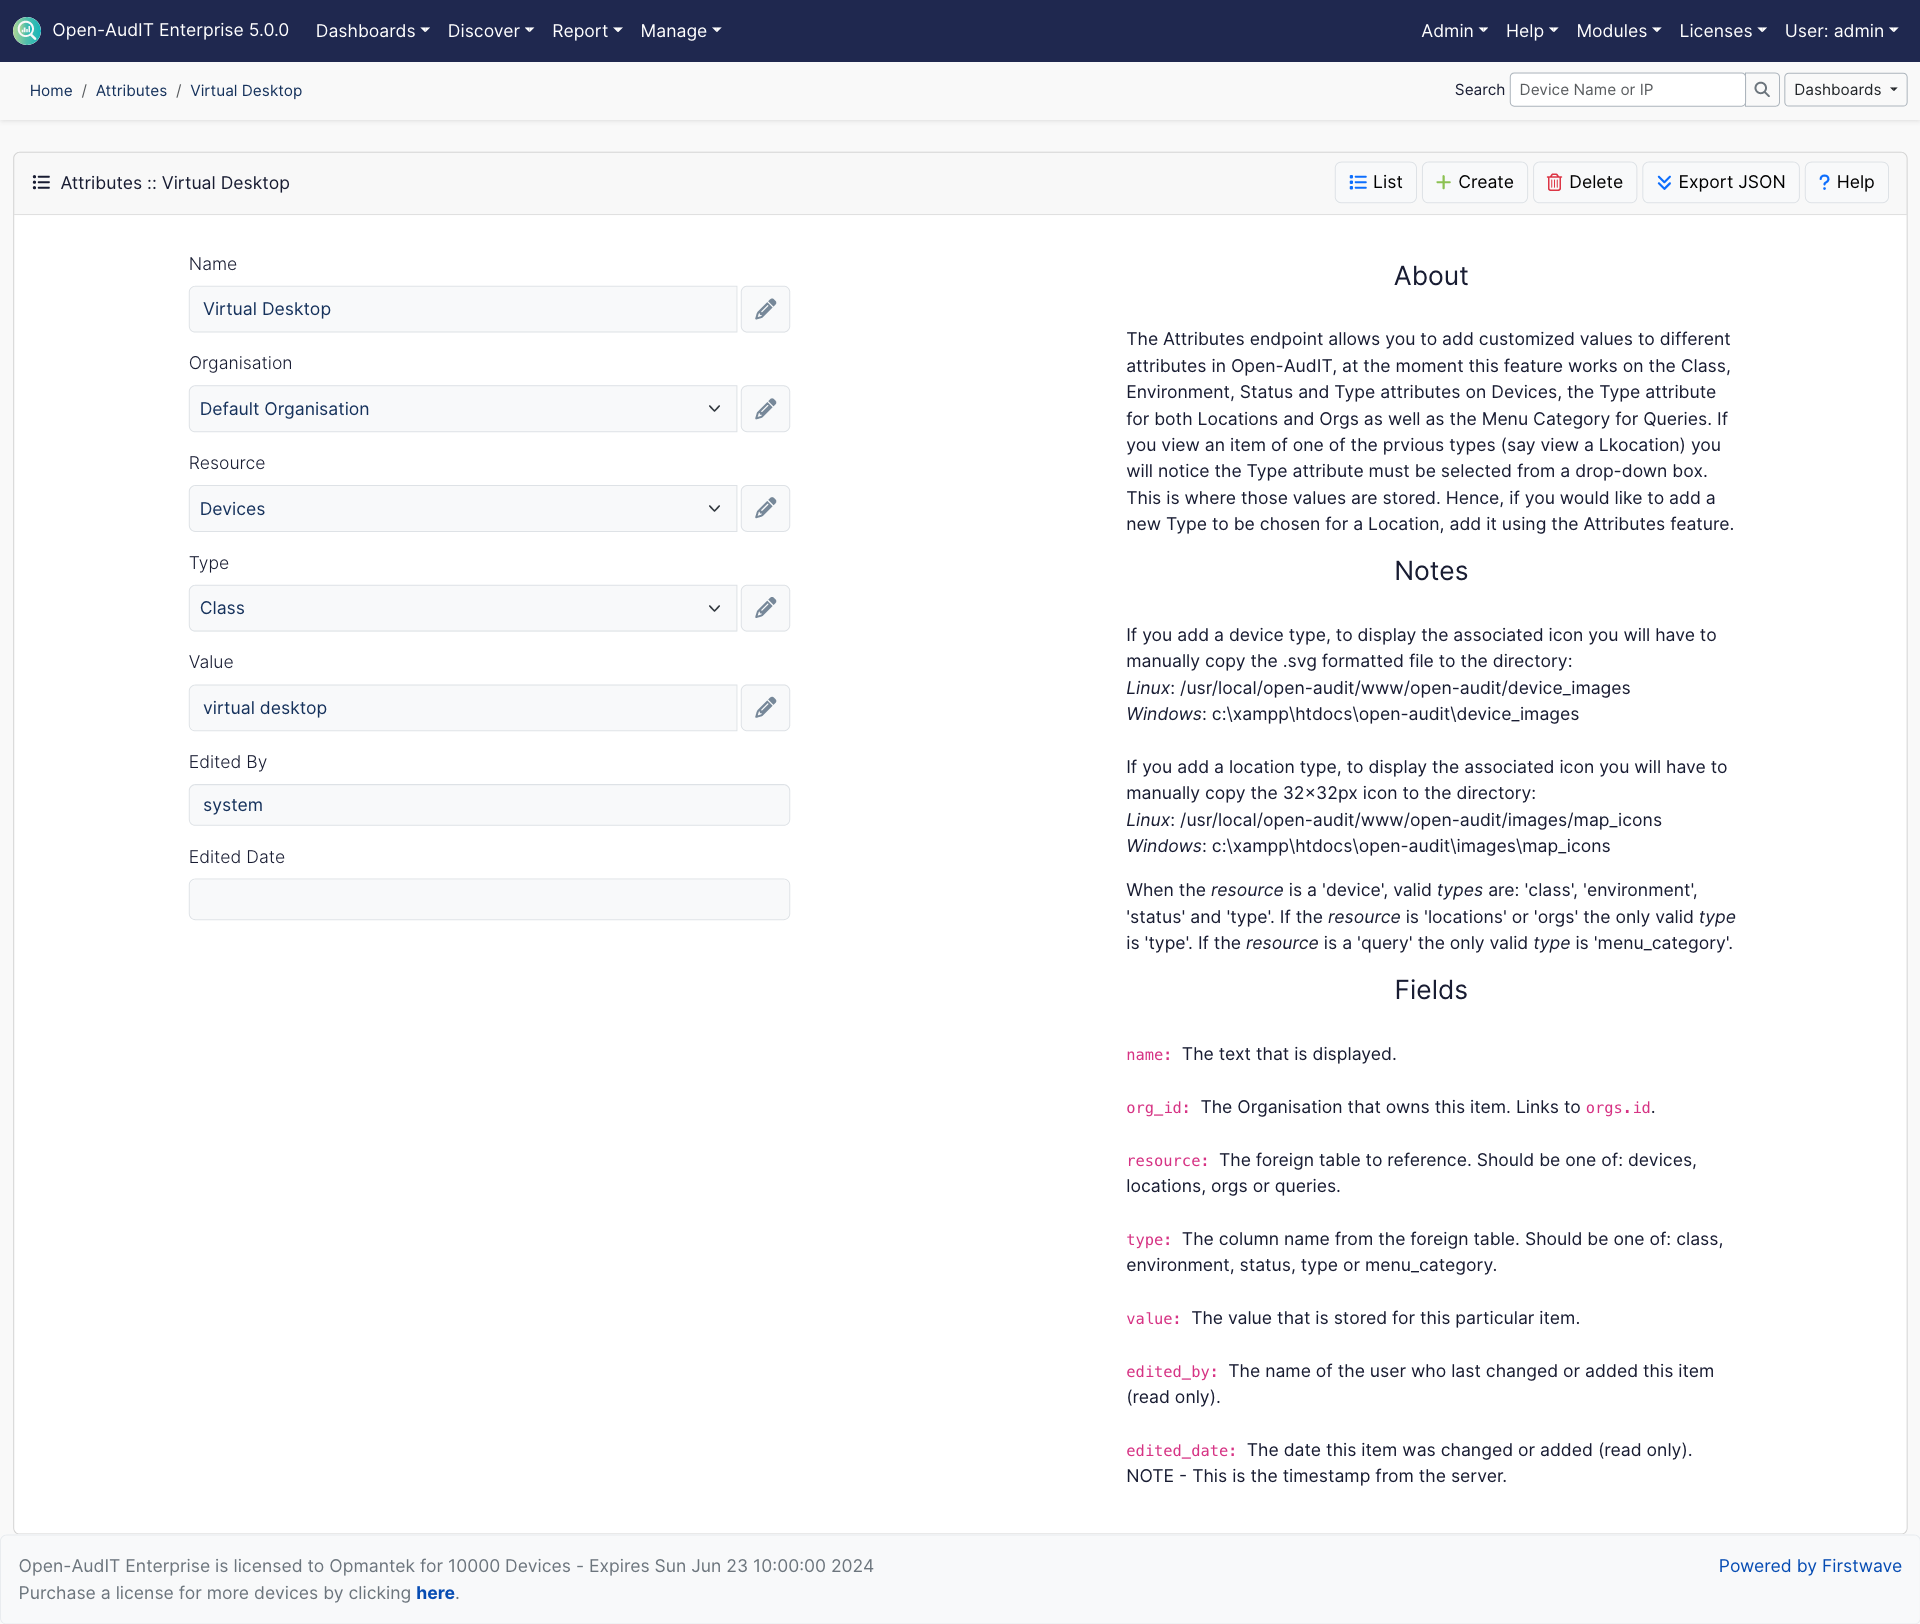 Open-AudIT Enterprise 5.0.0 Dashboards Discover Report Manage Admin Help Modules Licenses User: admin
Home / Attributes / Virtual Desktop Search Device Name or IP Dashboards
Attributes :: Virtual Desktop List Create Delete Export JSON ? Help
Name
Virtual Desktop
Organisation
Default Organisation
Resource
Devices
Type
Class
Value
virtual desktop
Edited By
system
Edited Date
About
The Attributes endpoint allows you to add customized values to different
attributes in Open-AudIT, at the moment this feature works on the Class,
Environment, Status and Type attributes on Devices, the Type attribute
for both Locations and Orgs as well as the Menu Category for Queries. If
you view an item of one of the prvious types (say view a Lkocation) you
will notice the Type attribute must be selected from a drop-down box.
This is where those values are stored. Hence, if you would like to add a
new Type to be chosen for a Location, add it using the Attributes feature.
Notes
If you add a device type, to display the associated icon you will have to
manually copy the .svg formatted file to the directory:
Linux: /usr/local/open-audit/www/open-audit/device_images
Windows: c:\xampp\htdocs\open-audit\device_images
If you add a location type, to display the associated icon you will have to
manually copy the 32x32px icon to the directory:
Linux: /usr/local/open-audit/www/open-audit/images/map_icons
Windows: c:\xampp\htdocs\open-audit\images\map_icons
When the resource is a 'device', valid types are: 'class', 'environment',
'status' and 'type'. If the resource is 'locations' or 'orgs' the only valid type
is 'type'. If the resource is a 'query' the only valid type is 'menu_category'.
Fields
name: The text that is displayed.
org_id: The Organisation that owns this item. Links to orgs.id.
resource: The foreign table to reference. Should be one of: devices,
locations, orgs or queries.
type: The column name from the foreign table. Should be one of: class,
environment, status, type or menu_category.
value: The value that is stored for this particular item.
edited_by: The name of the user who last changed or added this item
(read only).
edited_date: The date this item was changed or added (read only).
NOTE - This is the timestamp from the server.
Open-AudIT Enterprise is licensed to Opmantek for 10000 Devices - Expires Sun Jun 23 10:00:00 2024 Powered by Firstwave
Purchase a license for more devices by clicking here.